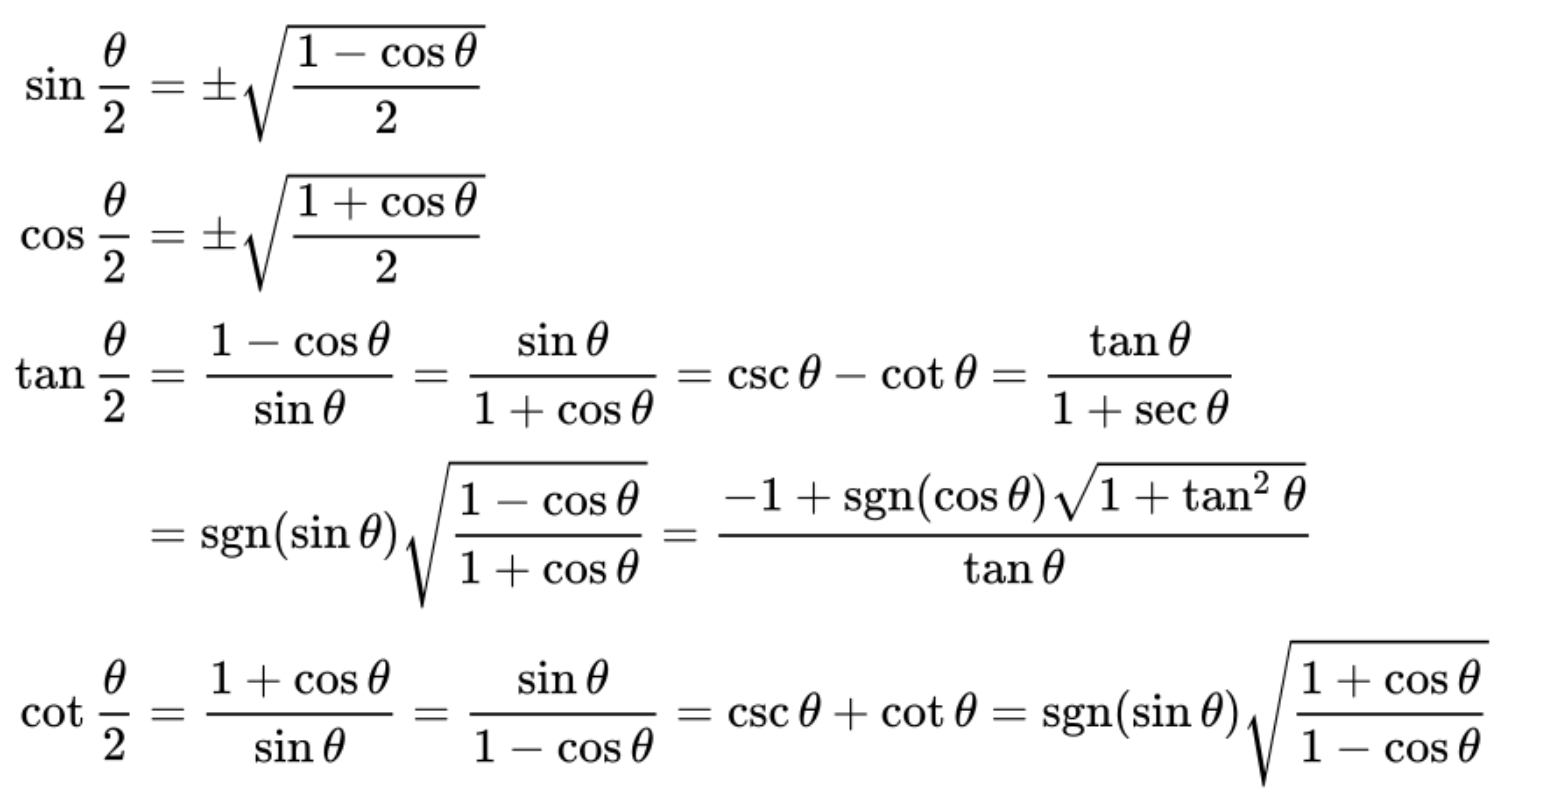 sin θ/2 = ±√((1 − cos θ)/2)
cos θ/2 = ±√((1 + cos θ)/2)
tan θ/2 = (1 − cos θ)/(sin θ) = (sin θ)/(1 + cos θ) = csc θ − cot θ = (tan θ)/(1 + sec θ)
= sgn(sin θ)√((1 − cos θ)/(1 + cos θ)) = (−1 + sgn(cos θ)√(1 + tan² θ))/(tan θ)
cot θ/2 = (1 + cos θ)/(sin θ) = (sin θ)/(1 − cos θ) = csc θ + cot θ = sgn(sin θ)√((1 + cos θ)/(1 − cos θ))